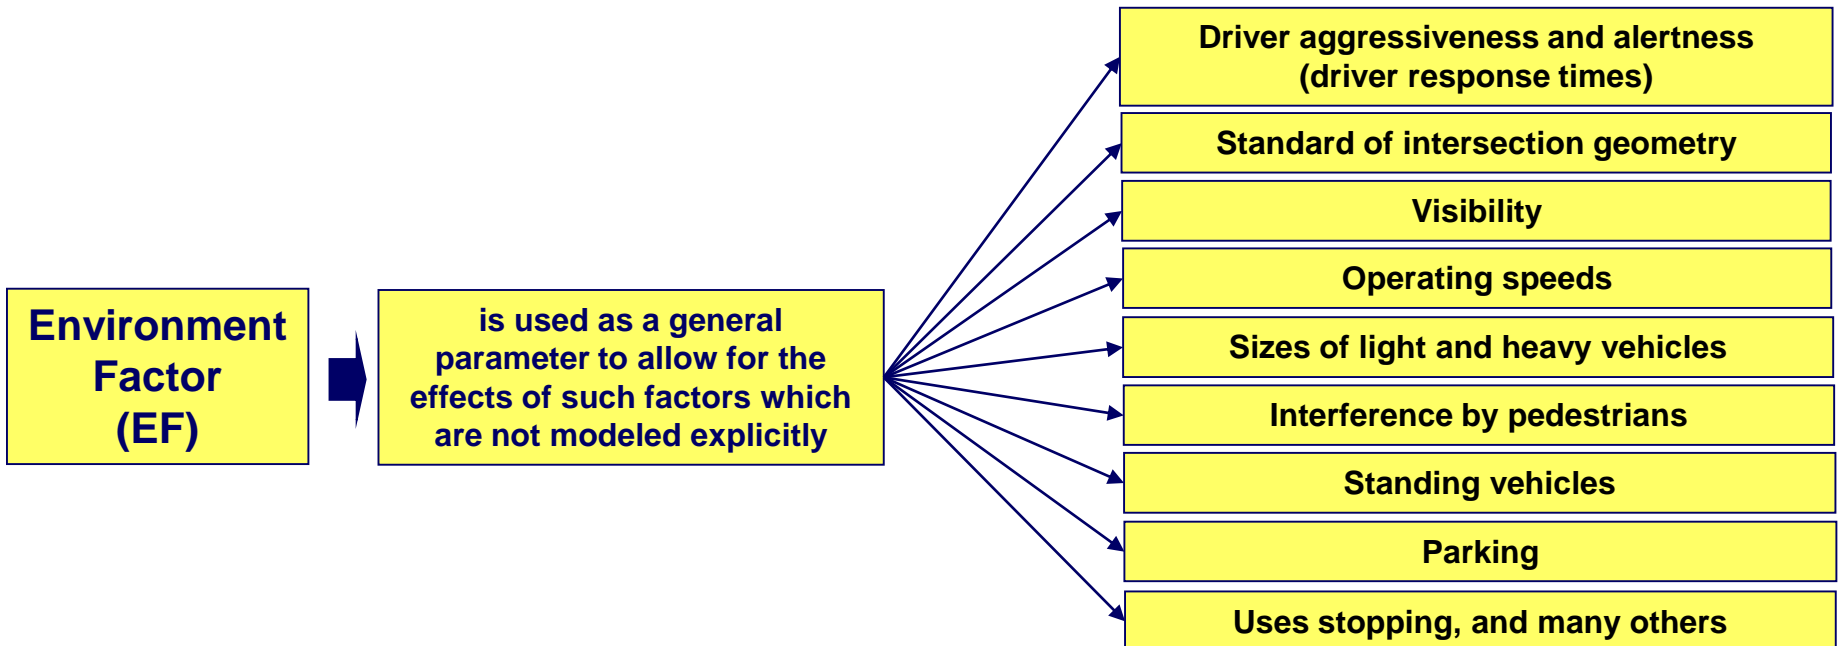 Environment
Factor
(EF)
is used as a general
parameter to allow for the
effects of such factors which
are not modeled explicitly
Driver aggressiveness and alertness
(driver response times)
Standard of intersection geometry
Visibility
Operating speeds
Sizes of light and heavy vehicles
Interference by pedestrians
Standing vehicles
Parking
Uses stopping, and many others